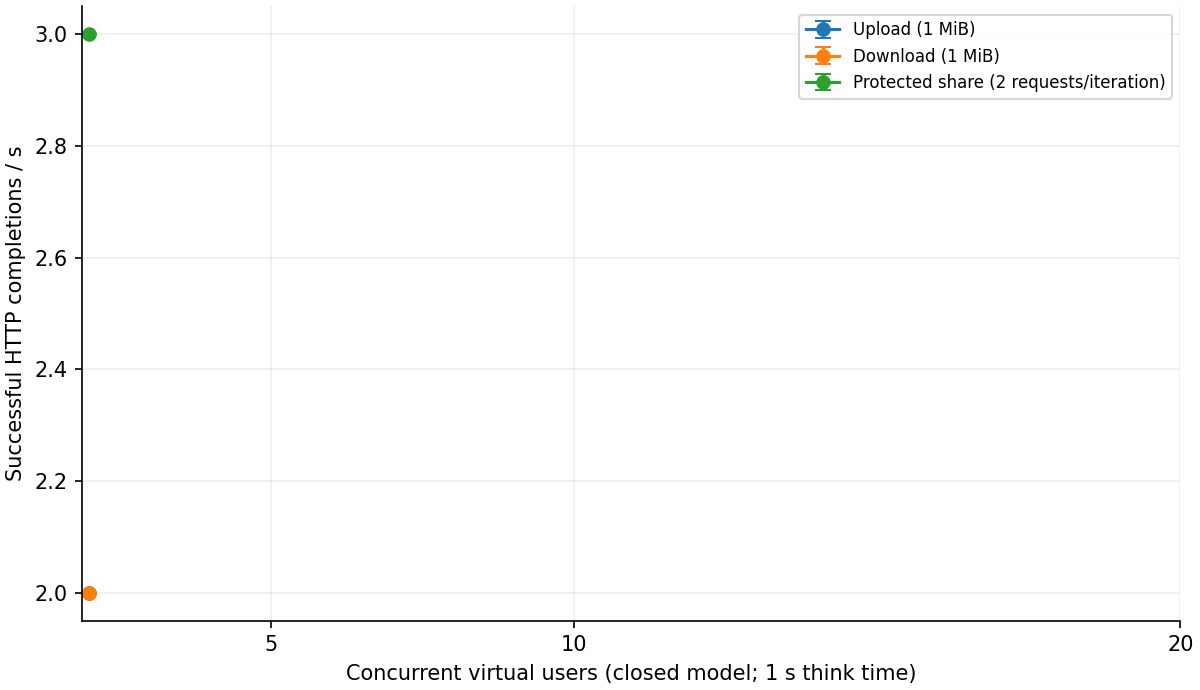 Upload (1 MiB)
Download (1 MiB)
Protected share (2 requests/iteration)
Successful HTTP completions / s
3.0
2.8
2.6
2.4
2.2
2.0
5
10
20
Concurrent virtual users (closed model; 1 s think time)